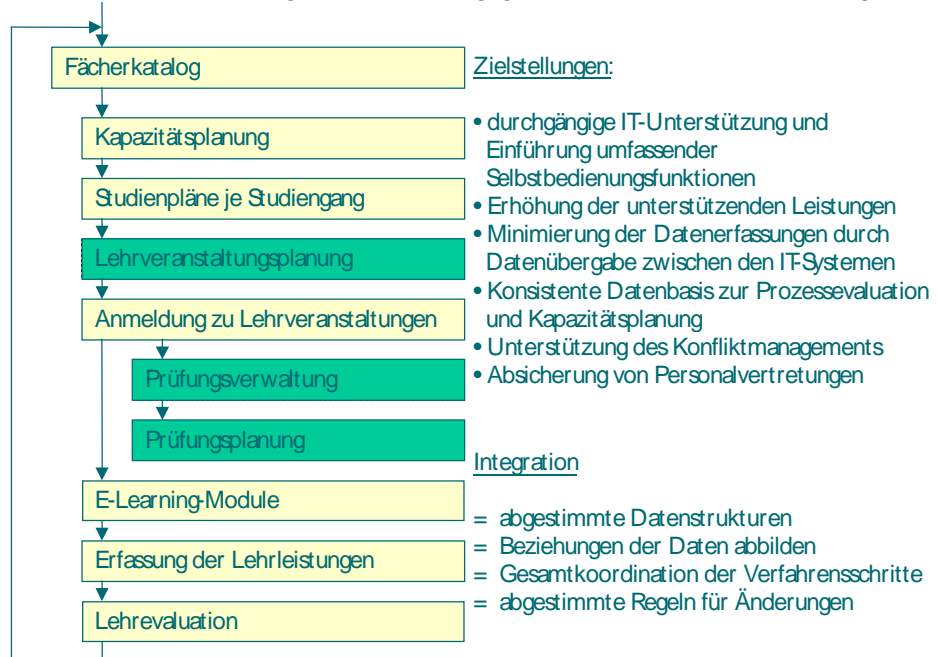 Fächerkatalog
Kapazitätsplanung
Studienpläne je Studiengang
Lehrveranstaltungsplanung
Anmeldung zu Lehrveranstaltungen
Prüfungsverwaltung
Prüfungsplanung
E-Learning-Module
Erfassung der Lehrleistungen
Lehrevaluation
Zielstellungen:
• durchgängige IT-Unterstützung und
Einführung umfassender
Selbstbedienungsfunktionen
• Erhöhung der unterstützenden Leistungen
• Minimierung der Datenerfassungen durch
Datenübergabe zwischen den IT-Systemen
• Konsistente Datenbasis zur Prozessevaluation
und Kapazitätsplanung
• Unterstützung des Konfliktmanagements
• Absicherung von Personalvertretungen
Integration
= abgestimmte Datenstrukturen
= Beziehungen der Daten abbilden
= Gesamtkoordination der Verfahrensschritte
= abgestimmte Regeln für Änderungen